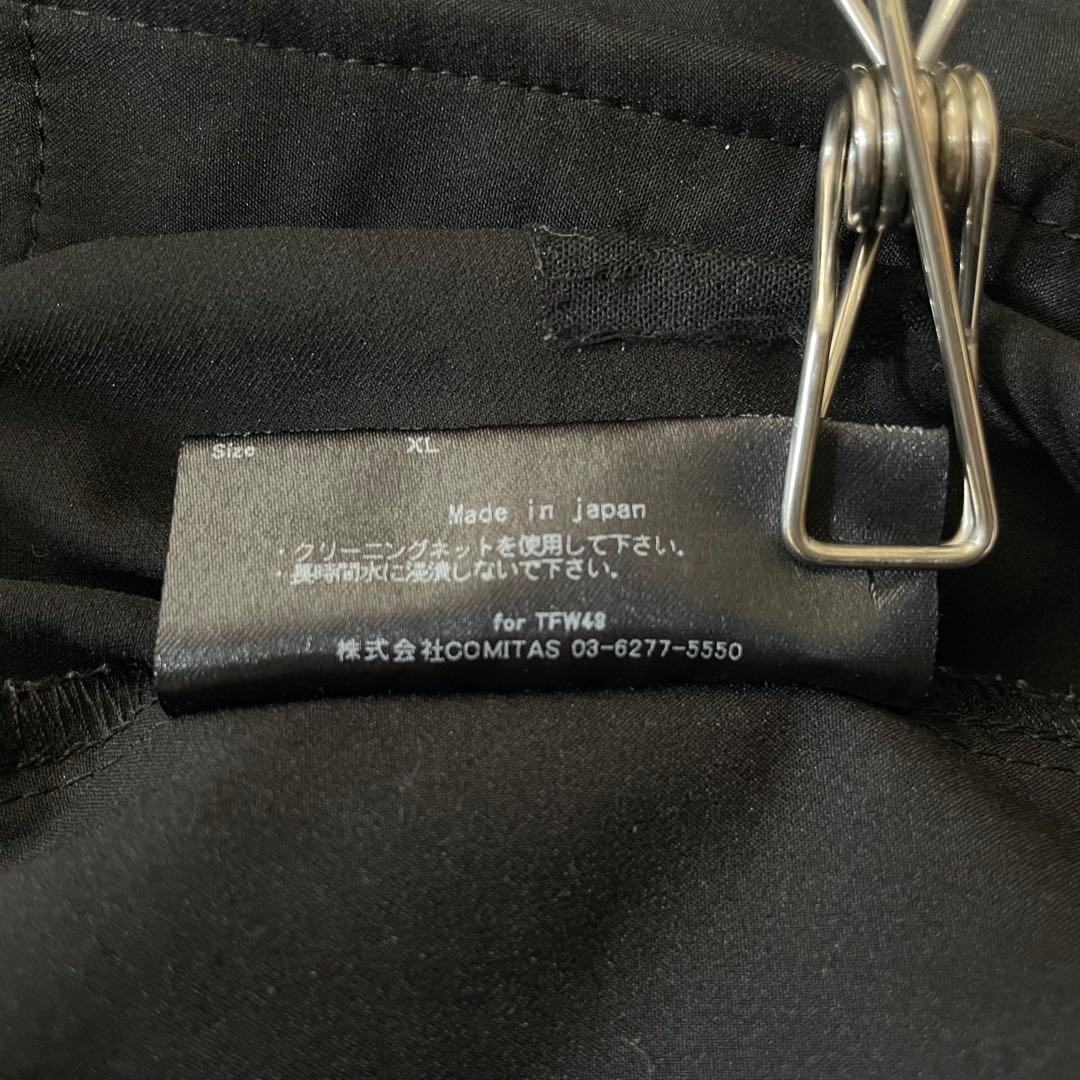 Size XL
Made in japan
・クリーニングネットを使用して下さい。
・長時間水に浸漬しないで下さい。
for TFW49
株式会社COMITAS 03-6277-5550